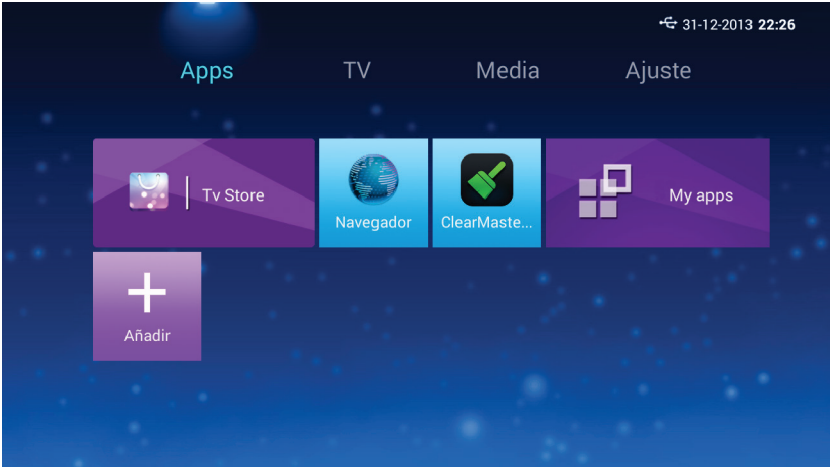 31-12-2013 22:26
Apps TV Media Ajuste
Tv Store
Navegador
ClearMaste...
My apps
Añadir